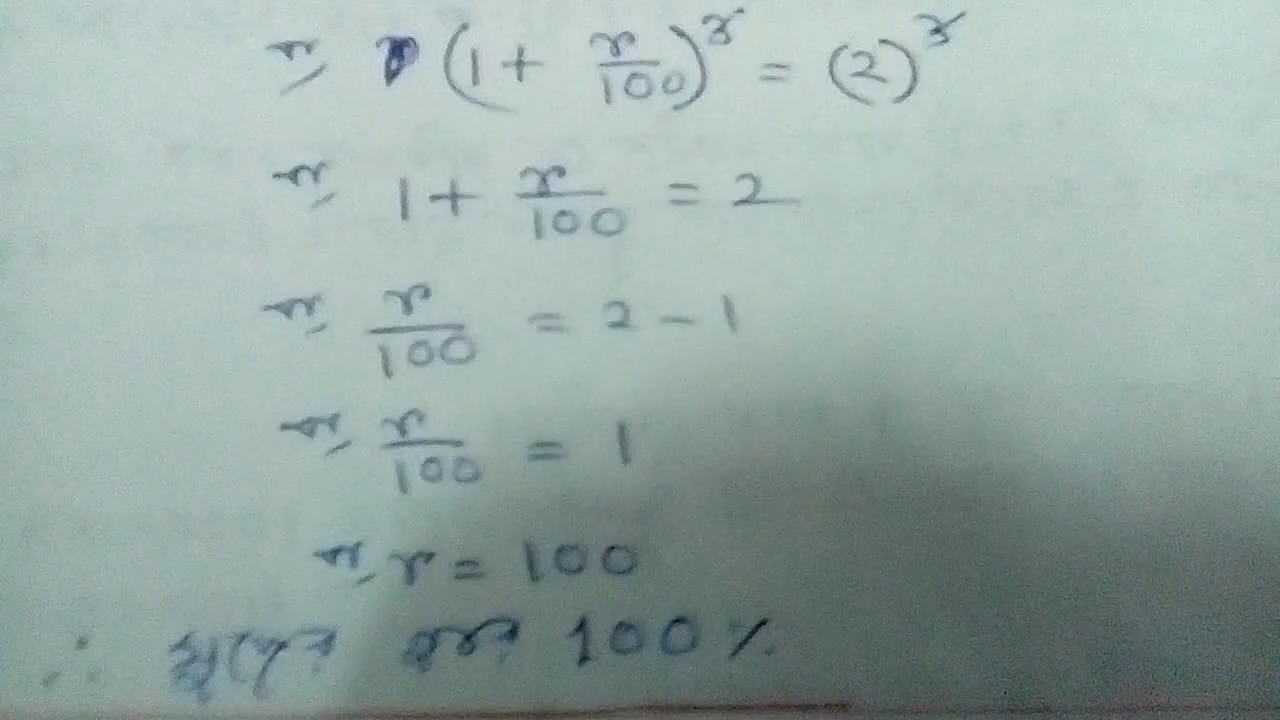 বা, (1 + r/100)³ = (2)³
বা, 1 + r/100 = 2
বা, r/100 = 2 - 1
বা, r/100 = 1
বা, r = 100
∴ সুদের হার 100 %